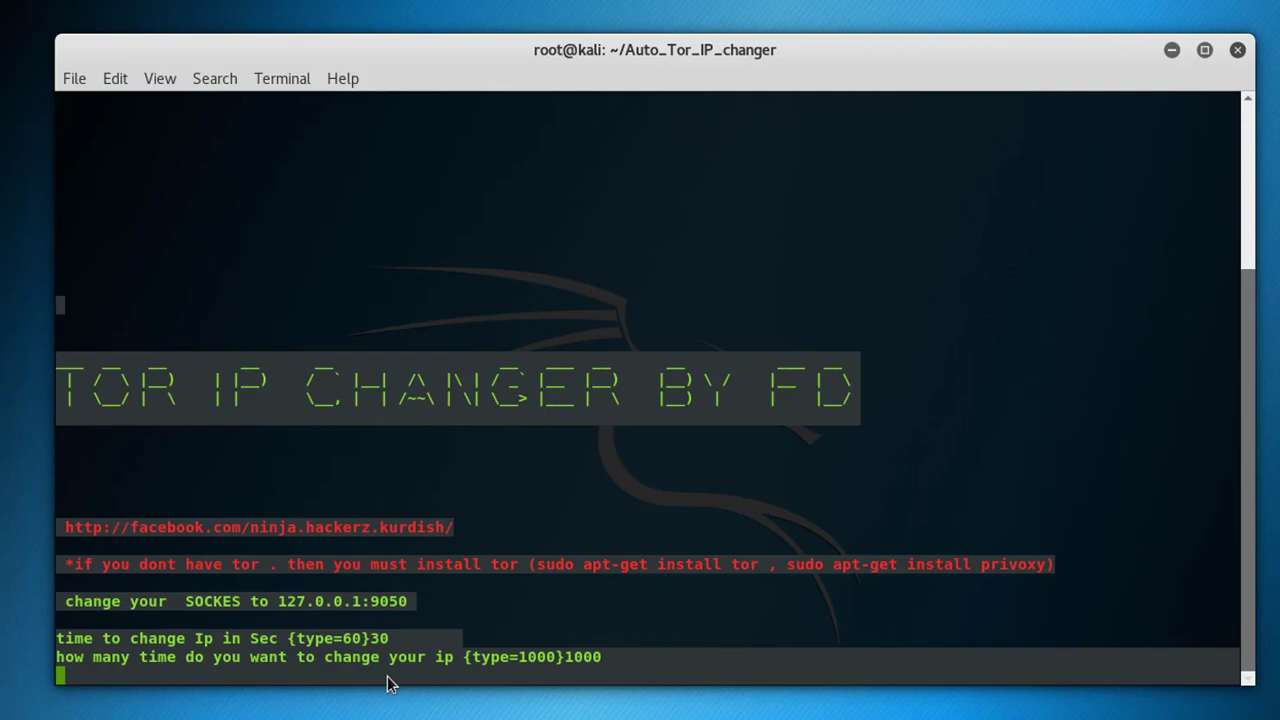 root@kali: ~/Auto_Tor_IP_changer
File Edit View Search Terminal Help
TOR IP CHANGER BY FD
http://facebook.com/ninja.hackerz.kurdish/
*if you dont have tor . then you must install tor (sudo apt-get install tor , sudo apt-get install privoxy)
change your  SOCKES to 127.0.0.1:9050
time to change Ip in Sec {type=60}30
how many time do you want to change your ip {type=1000}1000